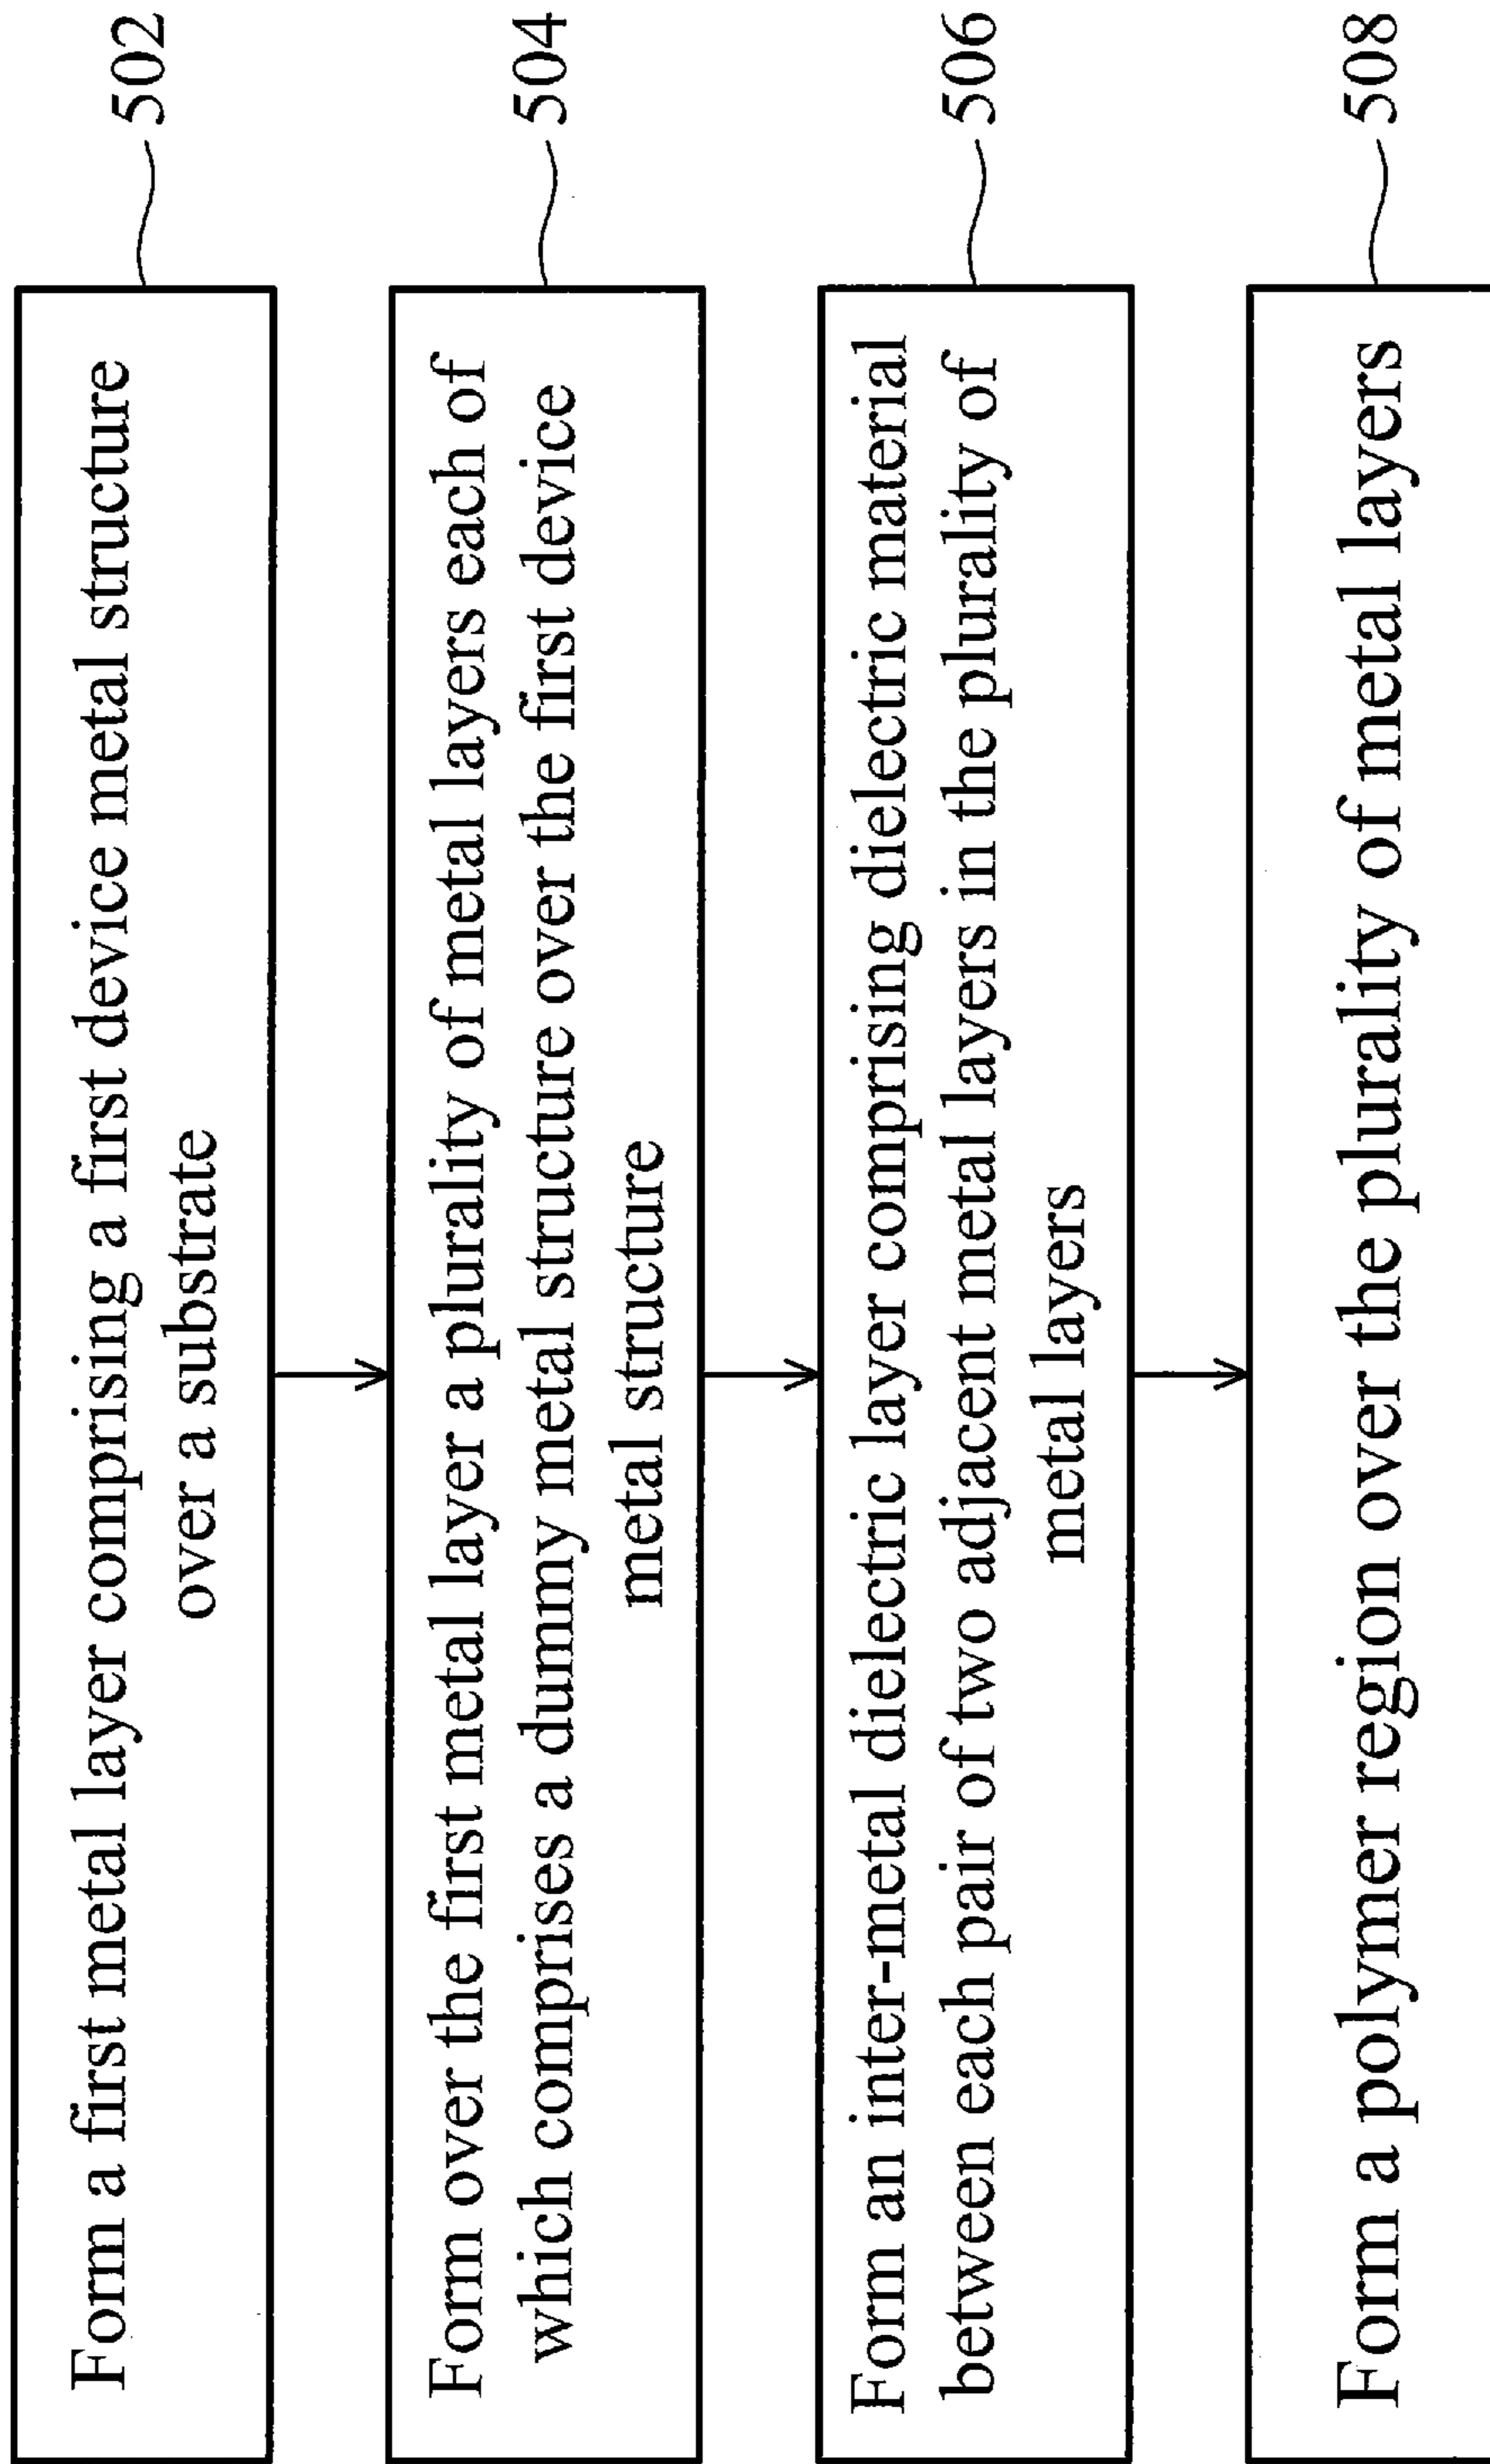 Form a first metal layer comprising a first device metal structure
over a substrate
502
Form over the first metal layer a plurality of metal layers each of
which comprises a dummy metal structure over the first device
metal structure
504
Form an inter-metal dielectric layer comprising dielectric material
between each pair of two adjacent metal layers in the plurality of
metal layers
506
Form a polymer region over the plurality of metal layers
508